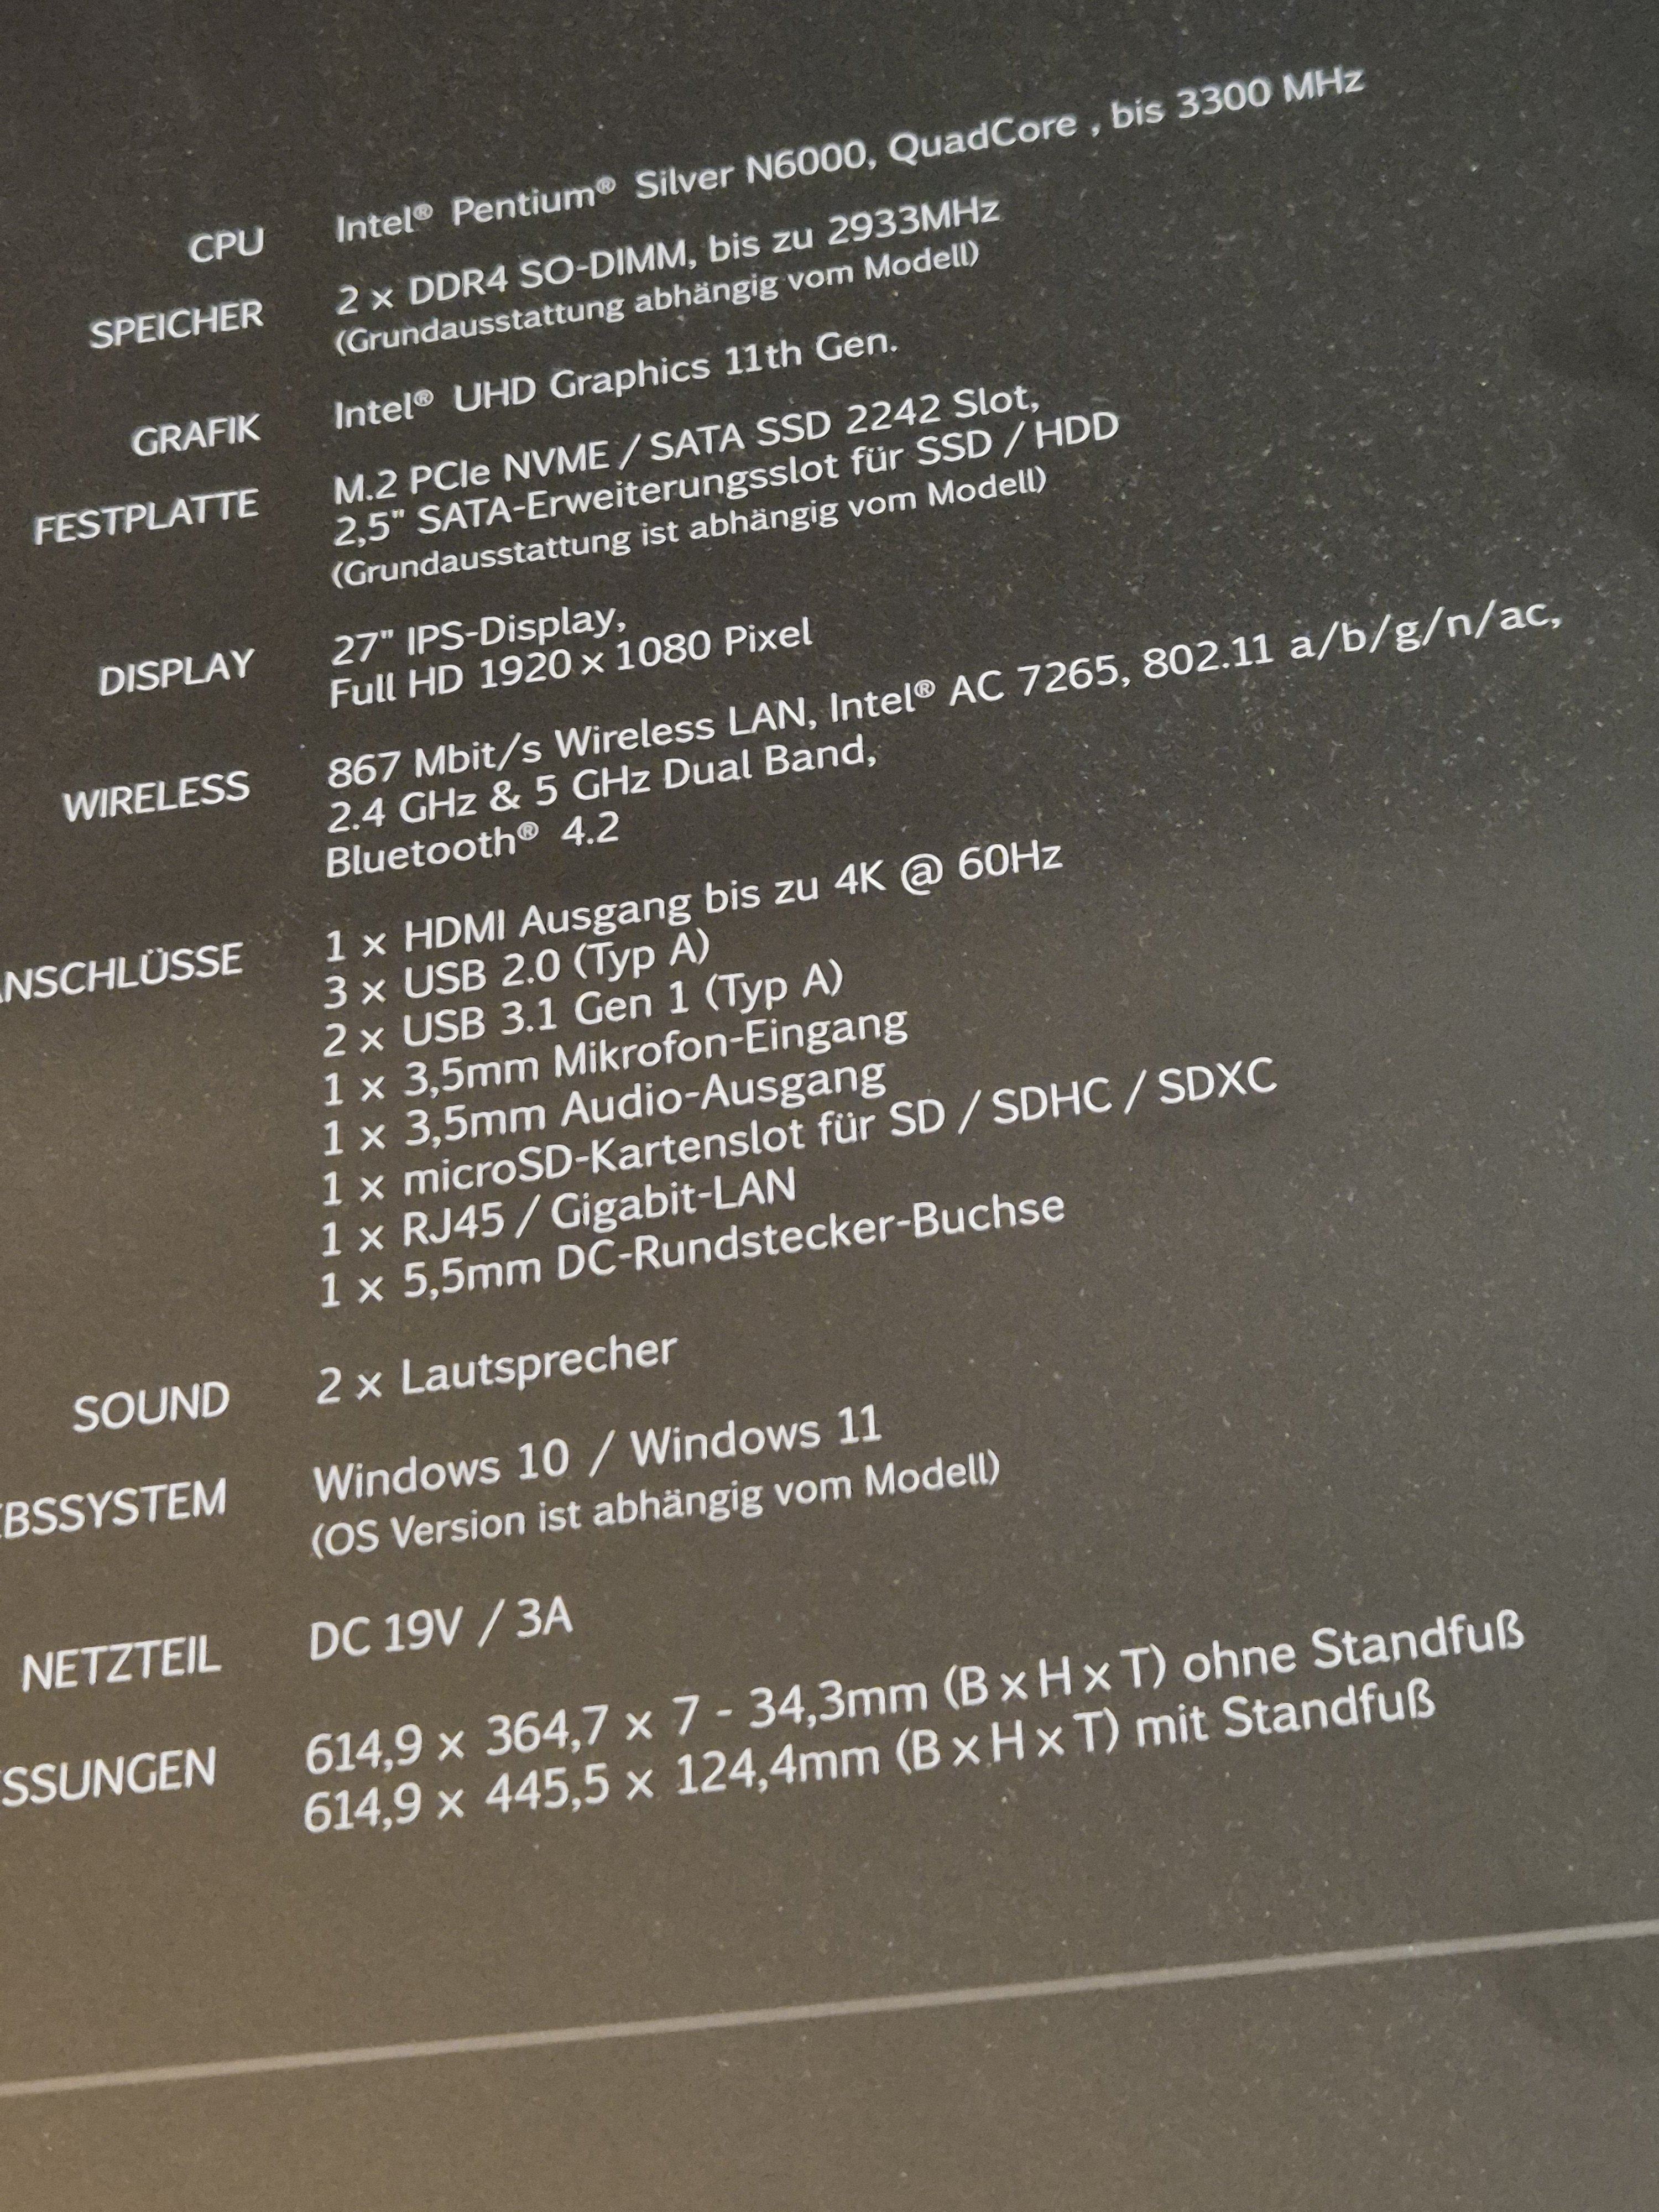 CPU Intel® Pentium® Silver N6000, QuadCore , bis 3300 MHz
SPEICHER 2 x DDR4 SO-DIMM, bis zu 2933MHz
(Grundausstattung abhängig vom Modell)
GRAFIK Intel® UHD Graphics 11th Gen.
FESTPLATTE M.2 PCIe NVME / SATA SSD 2242 Slot,
2,5" SATA-Erweiterungsslot für SSD / HDD
(Grundausstattung ist abhängig vom Modell)
DISPLAY 27" IPS-Display,
Full HD 1920 x 1080 Pixel
WIRELESS 867 Mbit/s Wireless LAN, Intel® AC 7265, 802.11 a/b/g/n/ac,
2.4 GHz & 5 GHz Dual Band,
Bluetooth® 4.2
NSCHLÜSSE 1 x HDMI Ausgang bis zu 4K @ 60Hz
3 x USB 2.0 (Typ A)
2 x USB 3.1 Gen 1 (Typ A)
1 x 3,5mm Mikrofon-Eingang
1 x 3,5mm Audio-Ausgang
1 x microSD-Kartenslot für SD / SDHC / SDXC
1 x RJ45 / Gigabit-LAN
1 x 5,5mm DC-Rundstecker-Buchse
SOUND 2 x Lautsprecher
BSSYSTEM Windows 10 / Windows 11
(OS Version ist abhängig vom Modell)
NETZTEIL DC 19V / 3A
SSUNGEN 614,9 x 364,7 x 7 - 34,3mm (B x H x T) ohne Standfuß
614,9 x 445,5 x 124,4mm (B x H x T) mit Standfuß